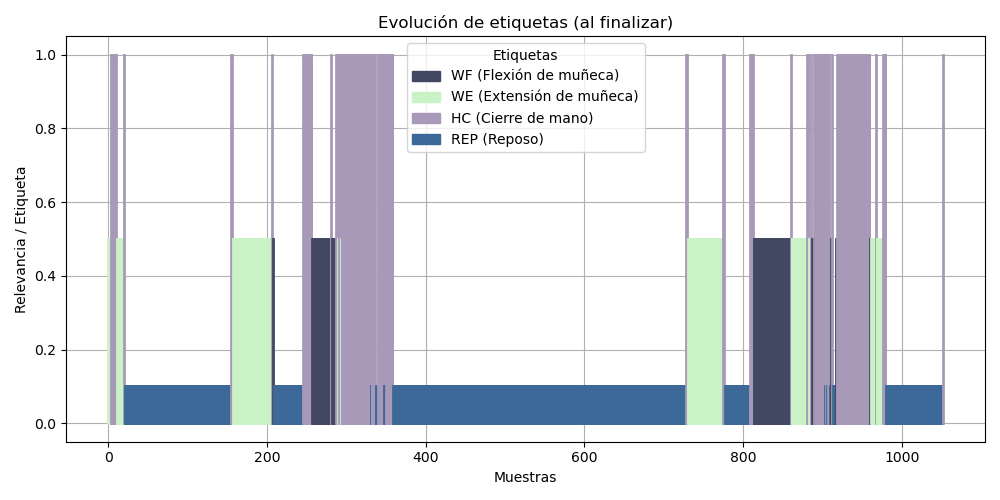 Evolución de etiquetas (al finalizar)
Relevancia / Etiqueta
1.0
0.8
0.6
0.4
0.2
0.0
Etiquetas
WF (Flexión de muñeca)
WE (Extensión de muñeca)
HC (Cierre de mano)
REP (Reposo)
0 200 400 600 800 1000
Muestras